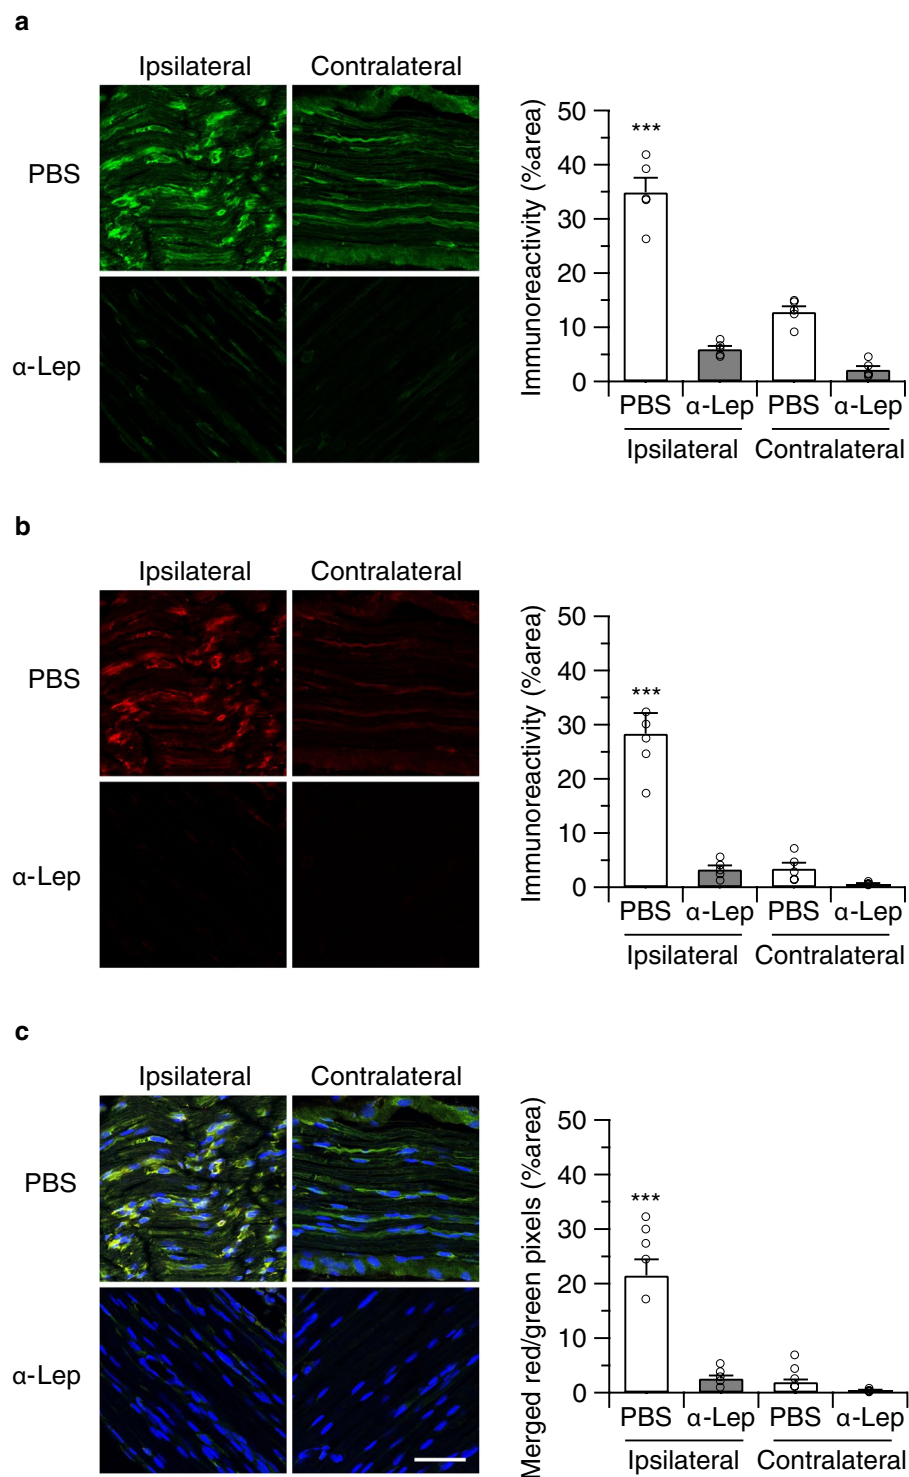 a
Ipsilateral Contralateral
PBS
α-Lep
Immunoreactivity (%area)
50
40
30
20
10
0
***
PBS α-Lep PBS α-Lep
Ipsilateral Contralateral
b
Ipsilateral Contralateral
PBS
α-Lep
Immunoreactivity (%area)
50
40
30
20
10
0
***
PBS α-Lep PBS α-Lep
Ipsilateral Contralateral
c
Ipsilateral Contralateral
PBS
α-Lep
Merged red/green pixels (%area)
50
40
30
20
10
0
***
PBS α-Lep PBS α-Lep
Ipsilateral Contralateral